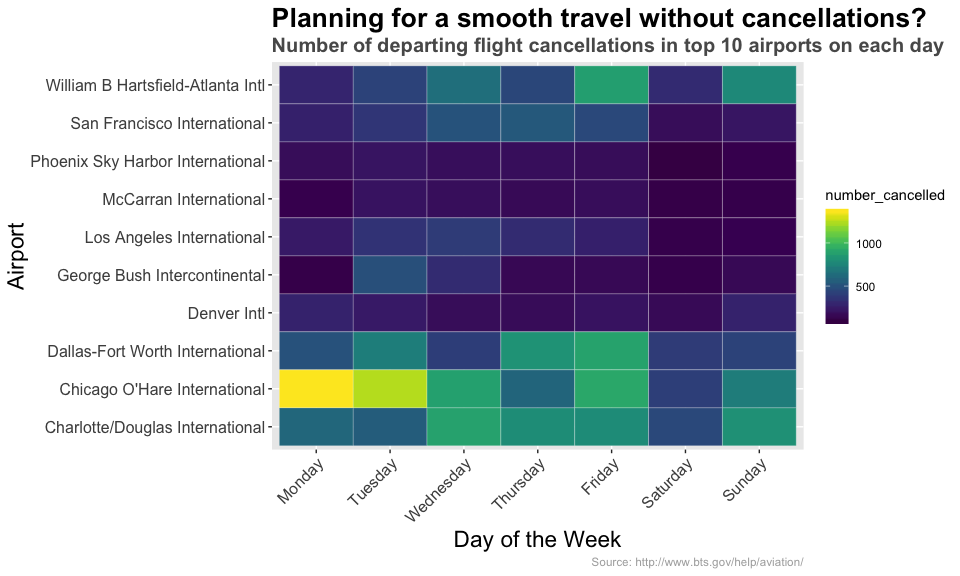 Planning for a smooth travel without cancellations?
Number of departing flight cancellations in top 10 airports on each day
Airport
William B Hartsfield-Atlanta Intl
San Francisco International
Phoenix Sky Harbor International
McCarran International
Los Angeles International
George Bush Intercontinental
Denver Intl
Dallas-Fort Worth International
Chicago O'Hare International
Charlotte/Douglas International
number_cancelled
1000
500
Monday
Tuesday
Wednesday
Thursday
Friday
Saturday
Sunday
Day of the Week
Source: http://www.bts.gov/help/aviation/